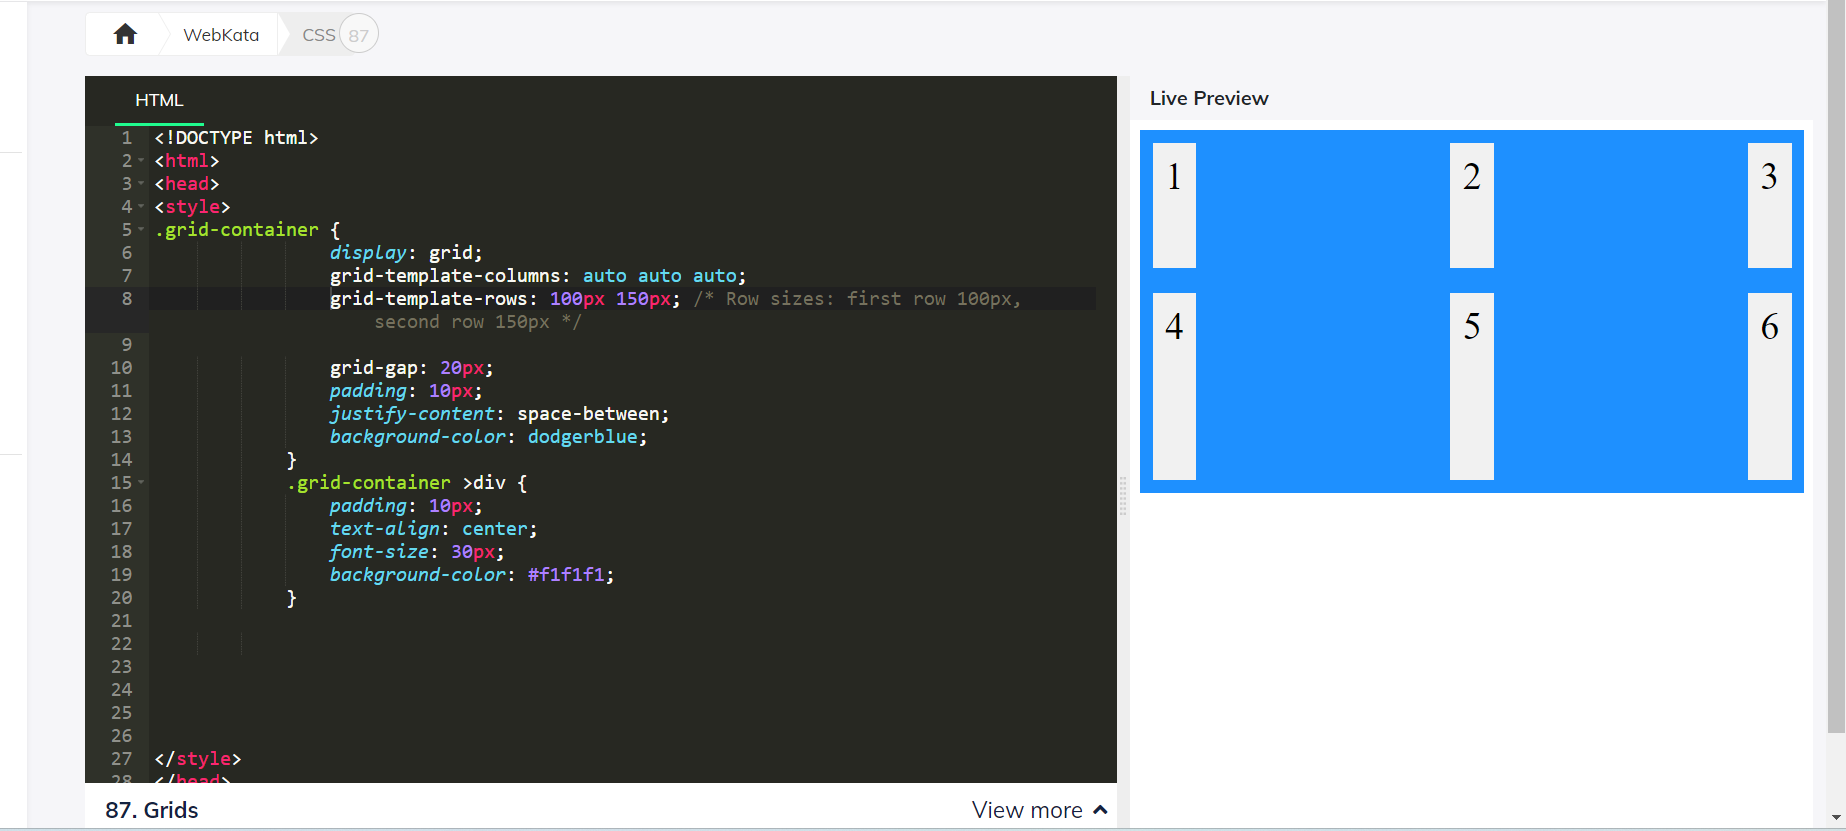 WebKata
CSS 87
HTML
1 <!DOCTYPE html>
2 <html>
3 <head>
4 <style>
5 .grid-container {
6 display: grid;
7 grid-template-columns: auto auto auto;
8 grid-template-rows: 100px 150px; /* Row sizes: first row 100px,
second row 150px */
9
10 grid-gap: 20px;
11 padding: 10px;
12 justify-content: space-between;
13 background-color: dodgerblue;
14 }
15 .grid-container >div {
16 padding: 10px;
17 text-align: center;
18 font-size: 30px;
19 background-color: #f1f1f1;
20 }
21
22
23
24
25
26
27 </style>
28 </head>
87. Grids
View more
Live Preview
1 2 3
4 5 6